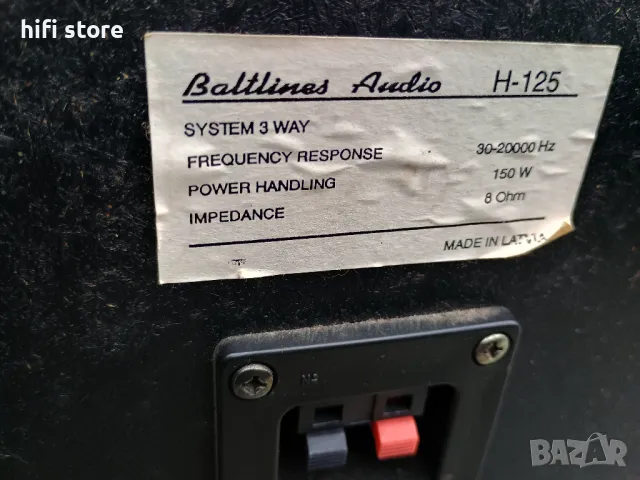 hifi store
Baltlines Audio H-125
SYSTEM 3 WAY
FREQUENCY RESPONSE 30-20000 Hz
POWER HANDLING 150 W
IMPEDANCE 8 Ohm
MADE IN LATVIA
BAZAR